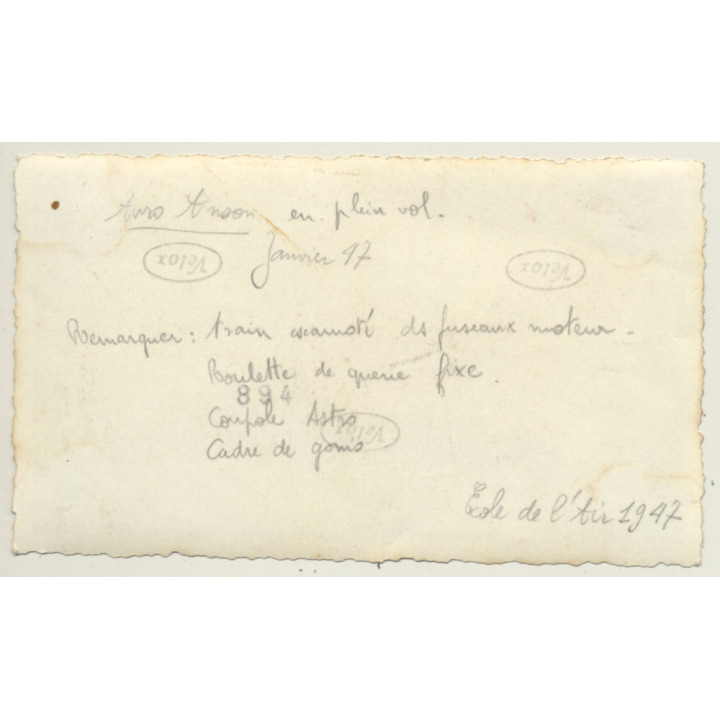 Avro Anson en plein vol.
Janvier 47
Velox
Velox
Remarquer : train escamoté ds fuseaux moteur.
Roulette de queue fixe.
894
Coupole Astro
Velox
Cadre de gonio
École de l'Air 1947